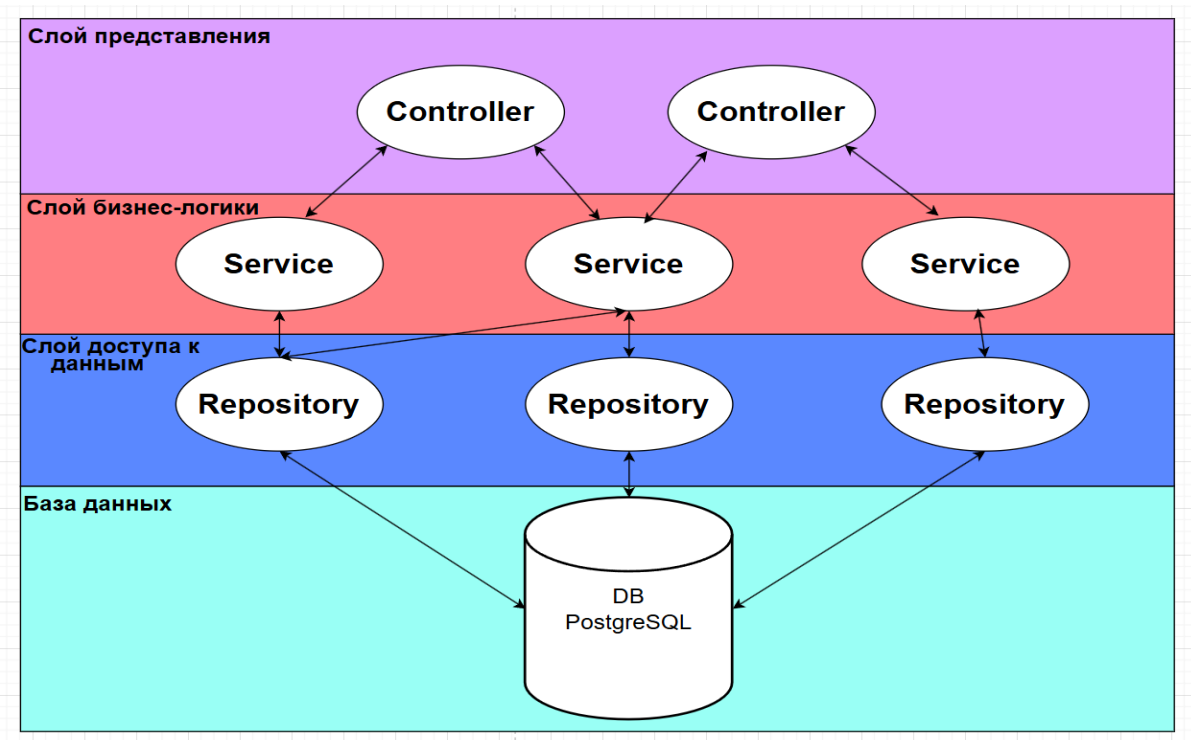 Слой представления
Controller
Controller
Слой бизнес-логики
Service
Service
Service
Слой доступа к
данным
Repository
Repository
Repository
База данных
DB
PostgreSQL